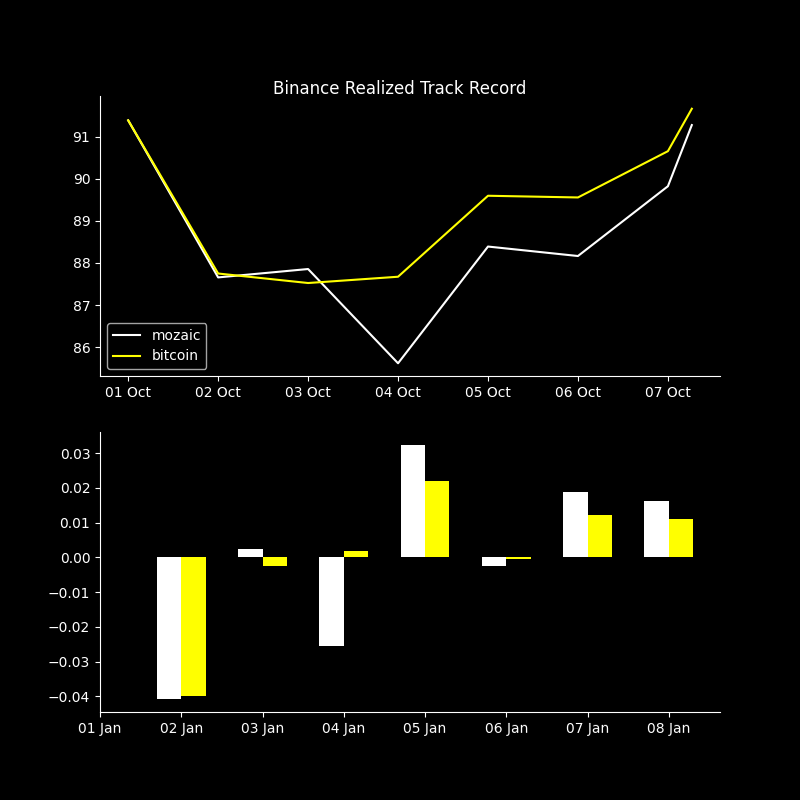 Binance Realized Track Record
91
90
89
88
87
86
mozaic
bitcoin
01 Oct 02 Oct 03 Oct 04 Oct 05 Oct 06 Oct 07 Oct
0.03
0.02
0.01
0.00
−0.01
−0.02
−0.03
−0.04
01 Jan 02 Jan 03 Jan 04 Jan 05 Jan 06 Jan 07 Jan 08 Jan